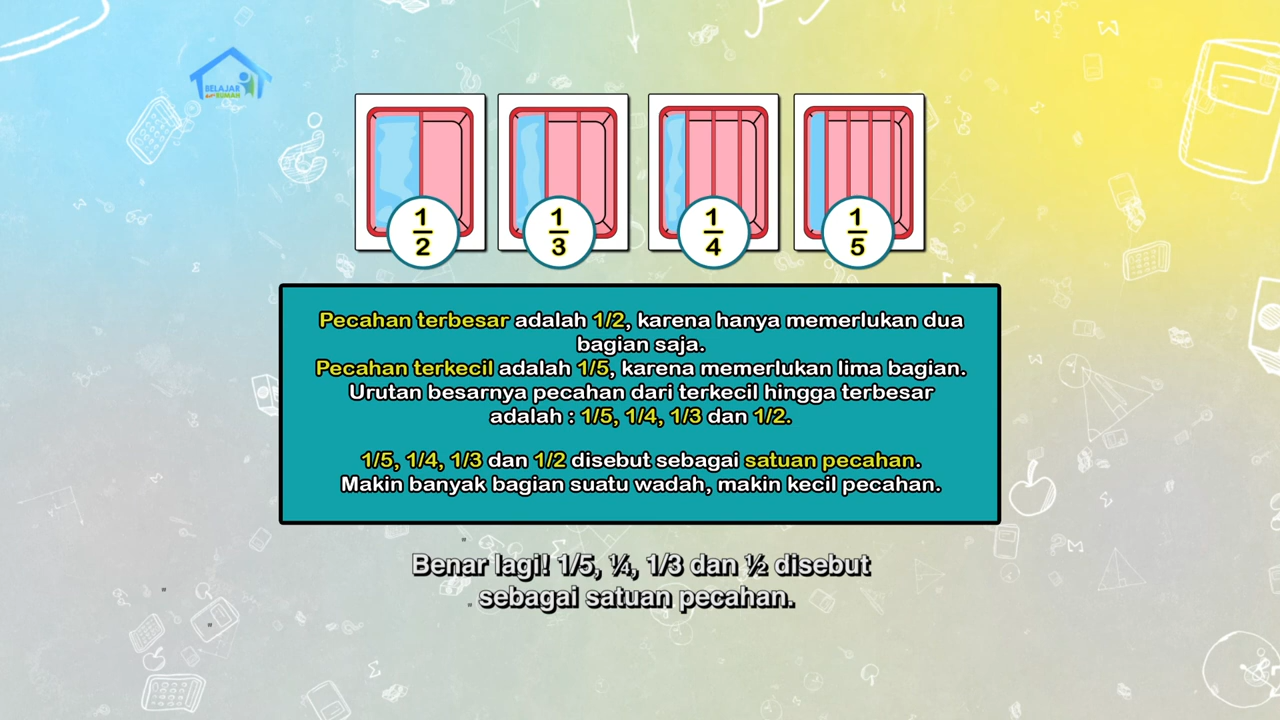 BELAJAR
dari RUMAH
1
2
1
3
1
4
1
5
Pecahan terbesar adalah 1/2, karena hanya memerlukan dua
bagian saja.
Pecahan terkecil adalah 1/5, karena memerlukan lima bagian.
Urutan besarnya pecahan dari terkecil hingga terbesar
adalah : 1/5, 1/4, 1/3 dan 1/2.
1/5, 1/4, 1/3 dan 1/2 disebut sebagai satuan pecahan.
Makin banyak bagian suatu wadah, makin kecil pecahan.
Benar lagi! 1/5, ¼, 1/3 dan ½ disebut
sebagai satuan pecahan.